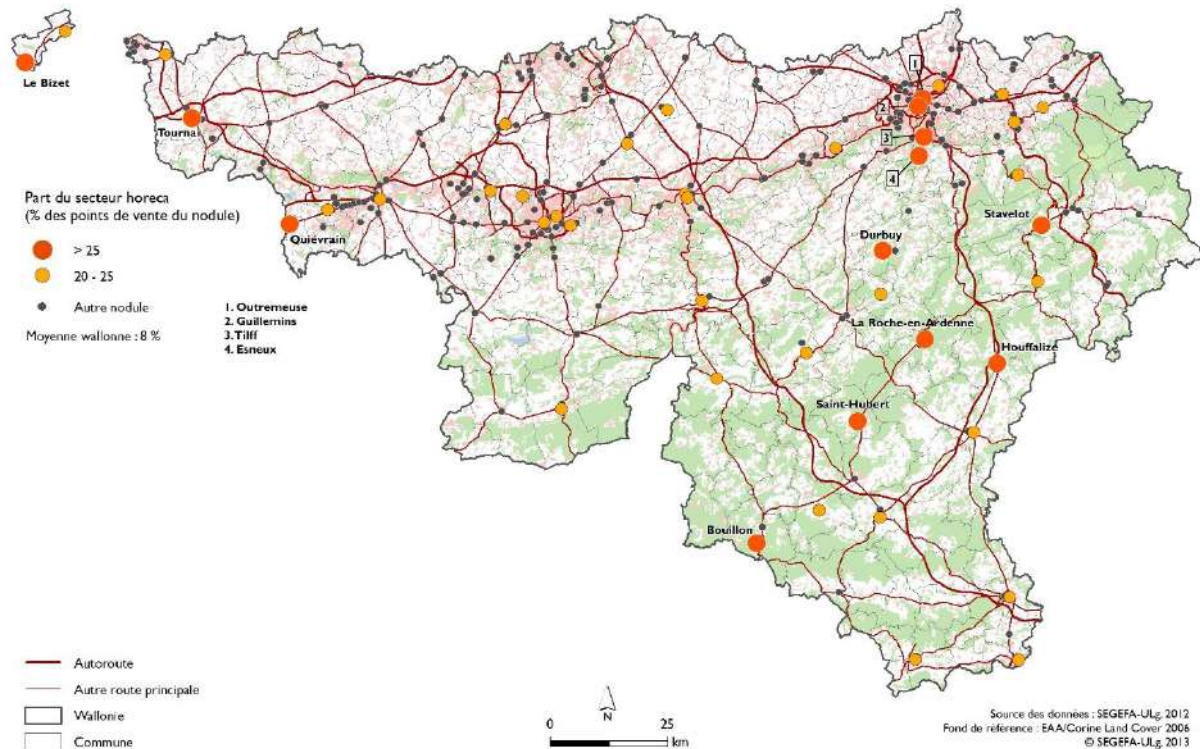 Le Bizet
Tournai
Quiévrain
1
2
3
4
Stavelot
Durbuy
La Roche-en-Ardenne
Houffalize
Saint-Hubert
Bouillon
Part du secteur horeca
(% des points de vente du nodule)
> 25
20 - 25
Autre nodule
Moyenne wallonne : 8 %
1. Outremeuse
2. Guillemins
3. Tilff
4. Esneux
Autoroute
Autre route principale
Wallonie
Commune
N
0 25
km
Source des données : SEGEFA-ULg, 2012
Fond de référence : EAA/Corine Land Cover 2006
© SEGEFA-ULg, 2013